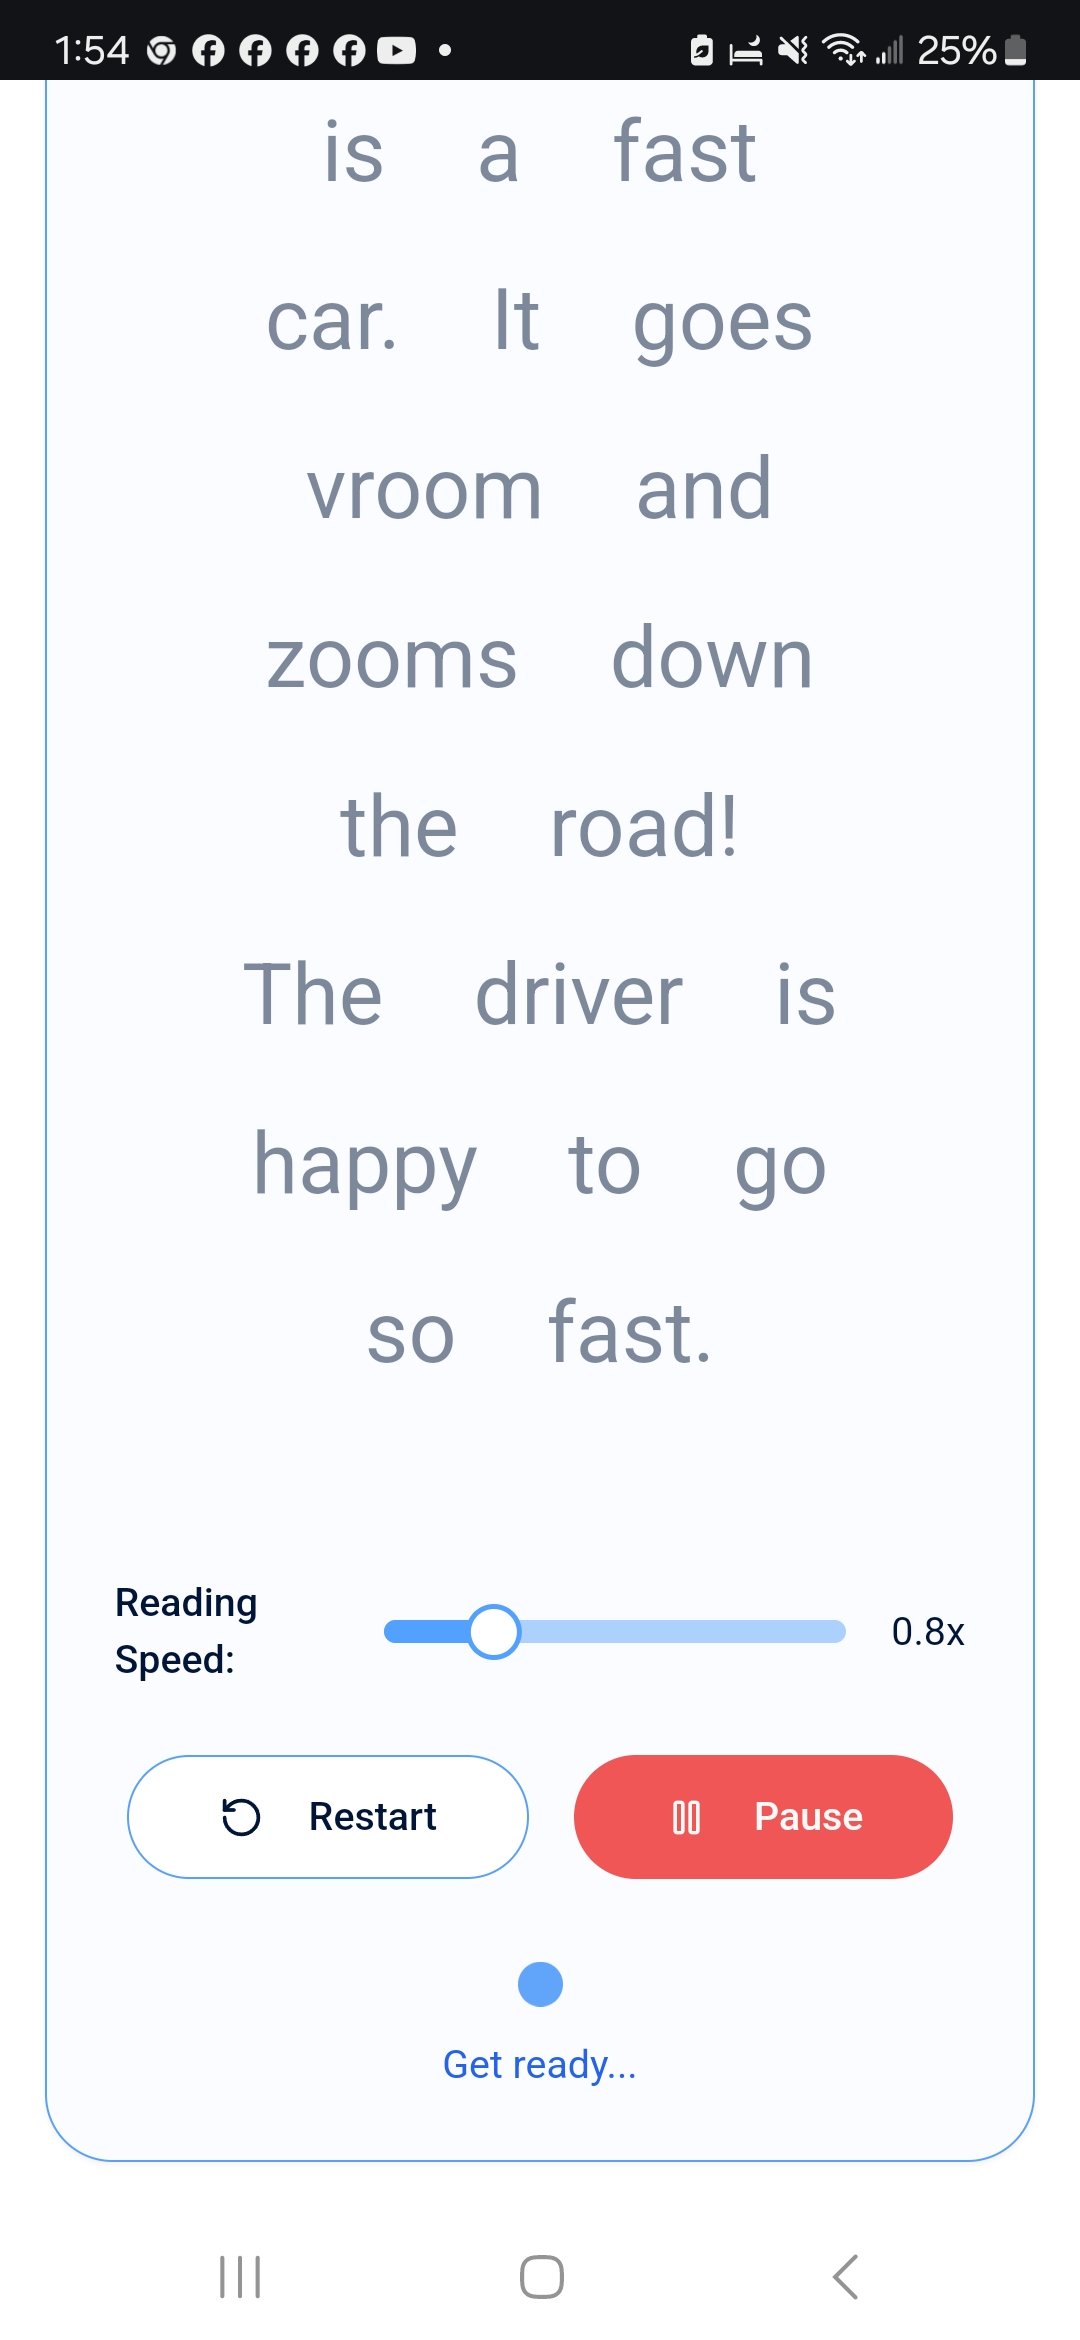 1:54 25%
is a fast
car. It goes
vroom and
zooms down
the road!
The driver is
happy to go
so fast.
Reading
Speed:
0.8x
Restart Pause
Get ready...